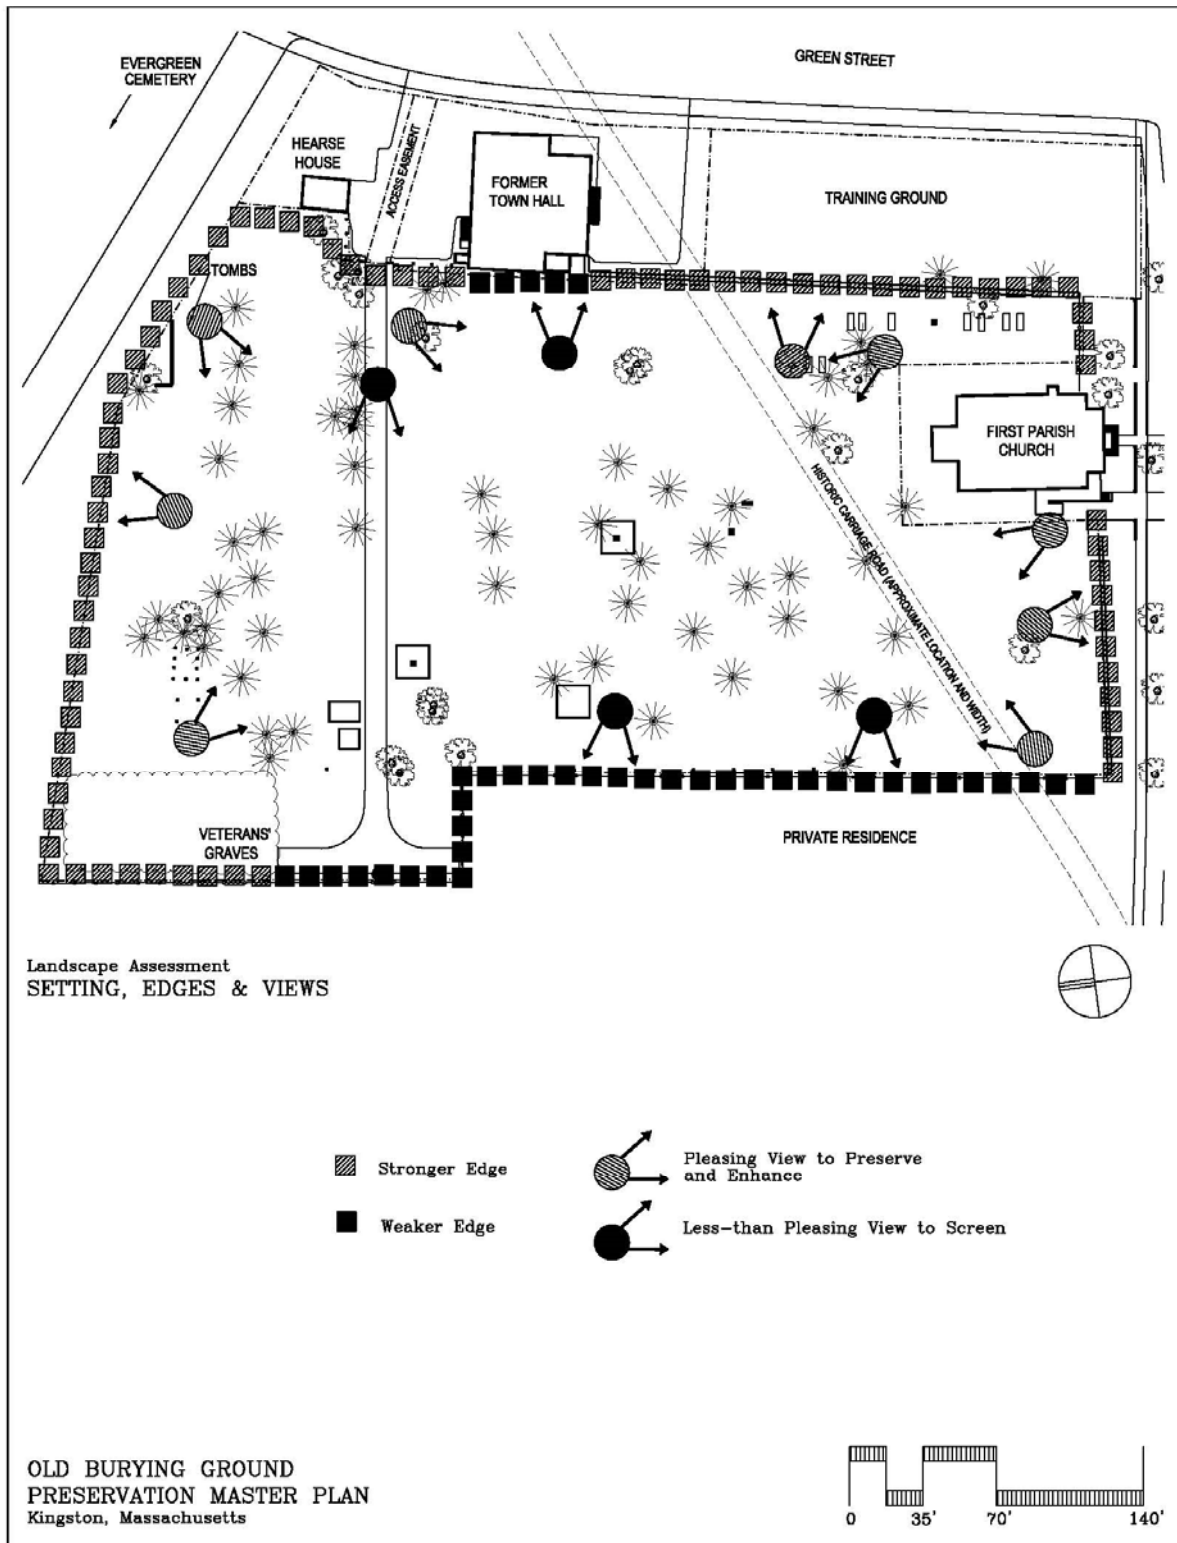 EVERGREEN
CEMETERY
GREEN STREET
HEARSE
HOUSE
ACCESS EASEMENT
FORMER
TOWN HALL
TRAINING GROUND
TOMBS
FIRST PARISH
CHURCH
HISTORIC CARRIAGE ROAD (APPROXIMATE LOCATION AND WIDTH)
VETERANS'
GRAVES
PRIVATE RESIDENCE
Landscape Assessment
SETTING, EDGES & VIEWS
Stronger Edge
Pleasing View to Preserve
and Enhance
Weaker Edge
Less-than Pleasing View to Screen
OLD BURYING GROUND
PRESERVATION MASTER PLAN
Kingston, Massachusetts
0 35' 70' 140'